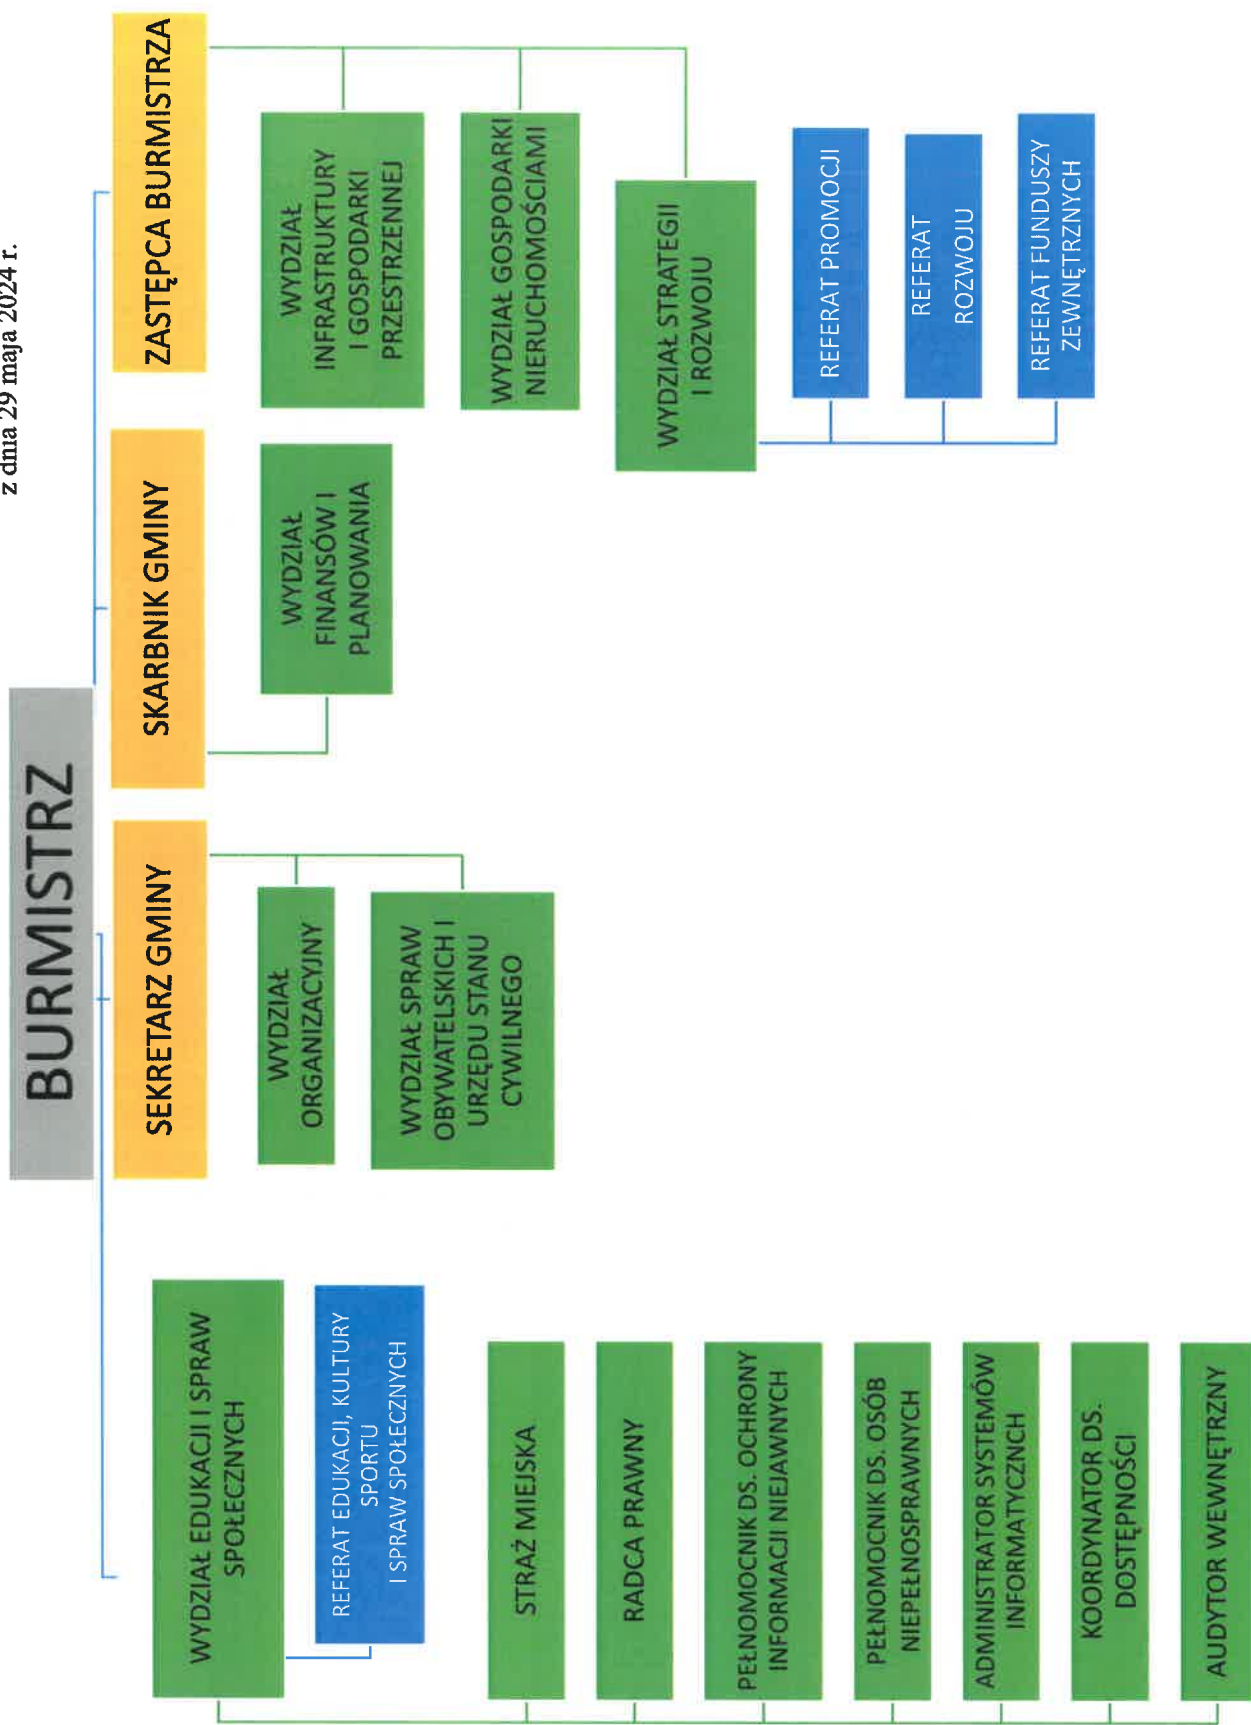 z dnia 29 maja 2024 r.
BURMISTRZ
SEKRETARZ GMINY
SKARBNIK GMINY
ZASTĘPCA BURMISTRZA
WYDZIAŁ EDUKACJI I SPRAW
SPOŁECZNYCH
REFERAT EDUKACJI, KULTURY
SPORTU
I SPRAW SPOŁECZNYCH
STRAŻ MIEJSKA
RADCA PRAWNY
PEŁNOMOCNIK DS. OCHRONY
INFORMACJI NIEJAWNYCH
PEŁNOMOCNIK DS. OSÓB
NIEPEŁNOSPRAWNYCH
ADMINISTRATOR SYSTEMÓW
INFORMATYCZNCH
KOORDYNATOR DS.
DOSTĘPNOŚCI
AUDYTOR WEWNĘTRZNY
WYDZIAŁ
ORGANIZACYJNY
WYDZIAŁ SPRAW
OBYWATELSKICH I
URZĘDU STANU
CYWILNEGO
WYDZIAŁ
FINANSÓW I
PLANOWANIA
WYDZIAŁ
INFRASTRUKTURY
I GOSPODARKI
PRZESTRZENNEJ
WYDZIAŁ GOSPODARKI
NIERUCHOMOŚCIAMI
WYDZIAŁ STRATEGII
I ROZWOJU
REFERAT PROMOCJI
REFERAT
ROZWOJU
REFERAT FUNDUSZY
ZEWNĘTRZNYCH